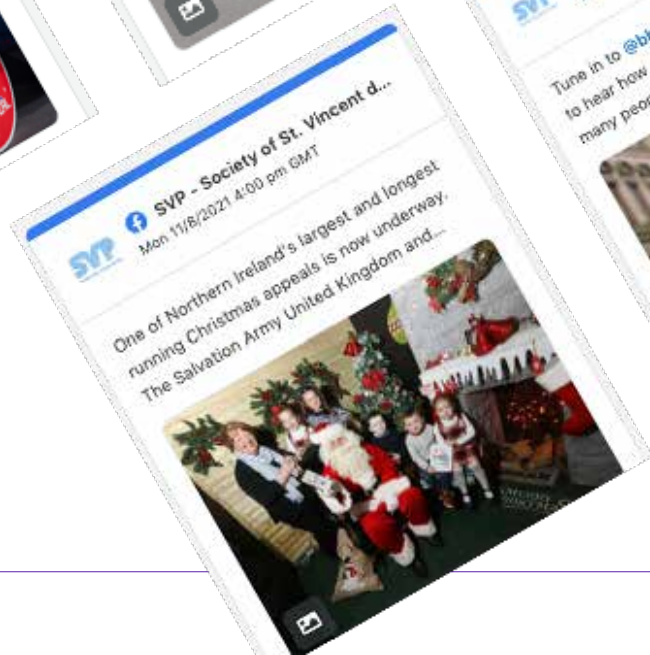 SVP - Society of St. Vincent d...
Mon 11/8/2021 4:00 pm GMT
SVP
One of Northern Ireland's largest and longest
running Christmas appeals is now underway.
The Salvation Army United Kingdom and...
SVP
Tune in to @b
to hear how
many peo